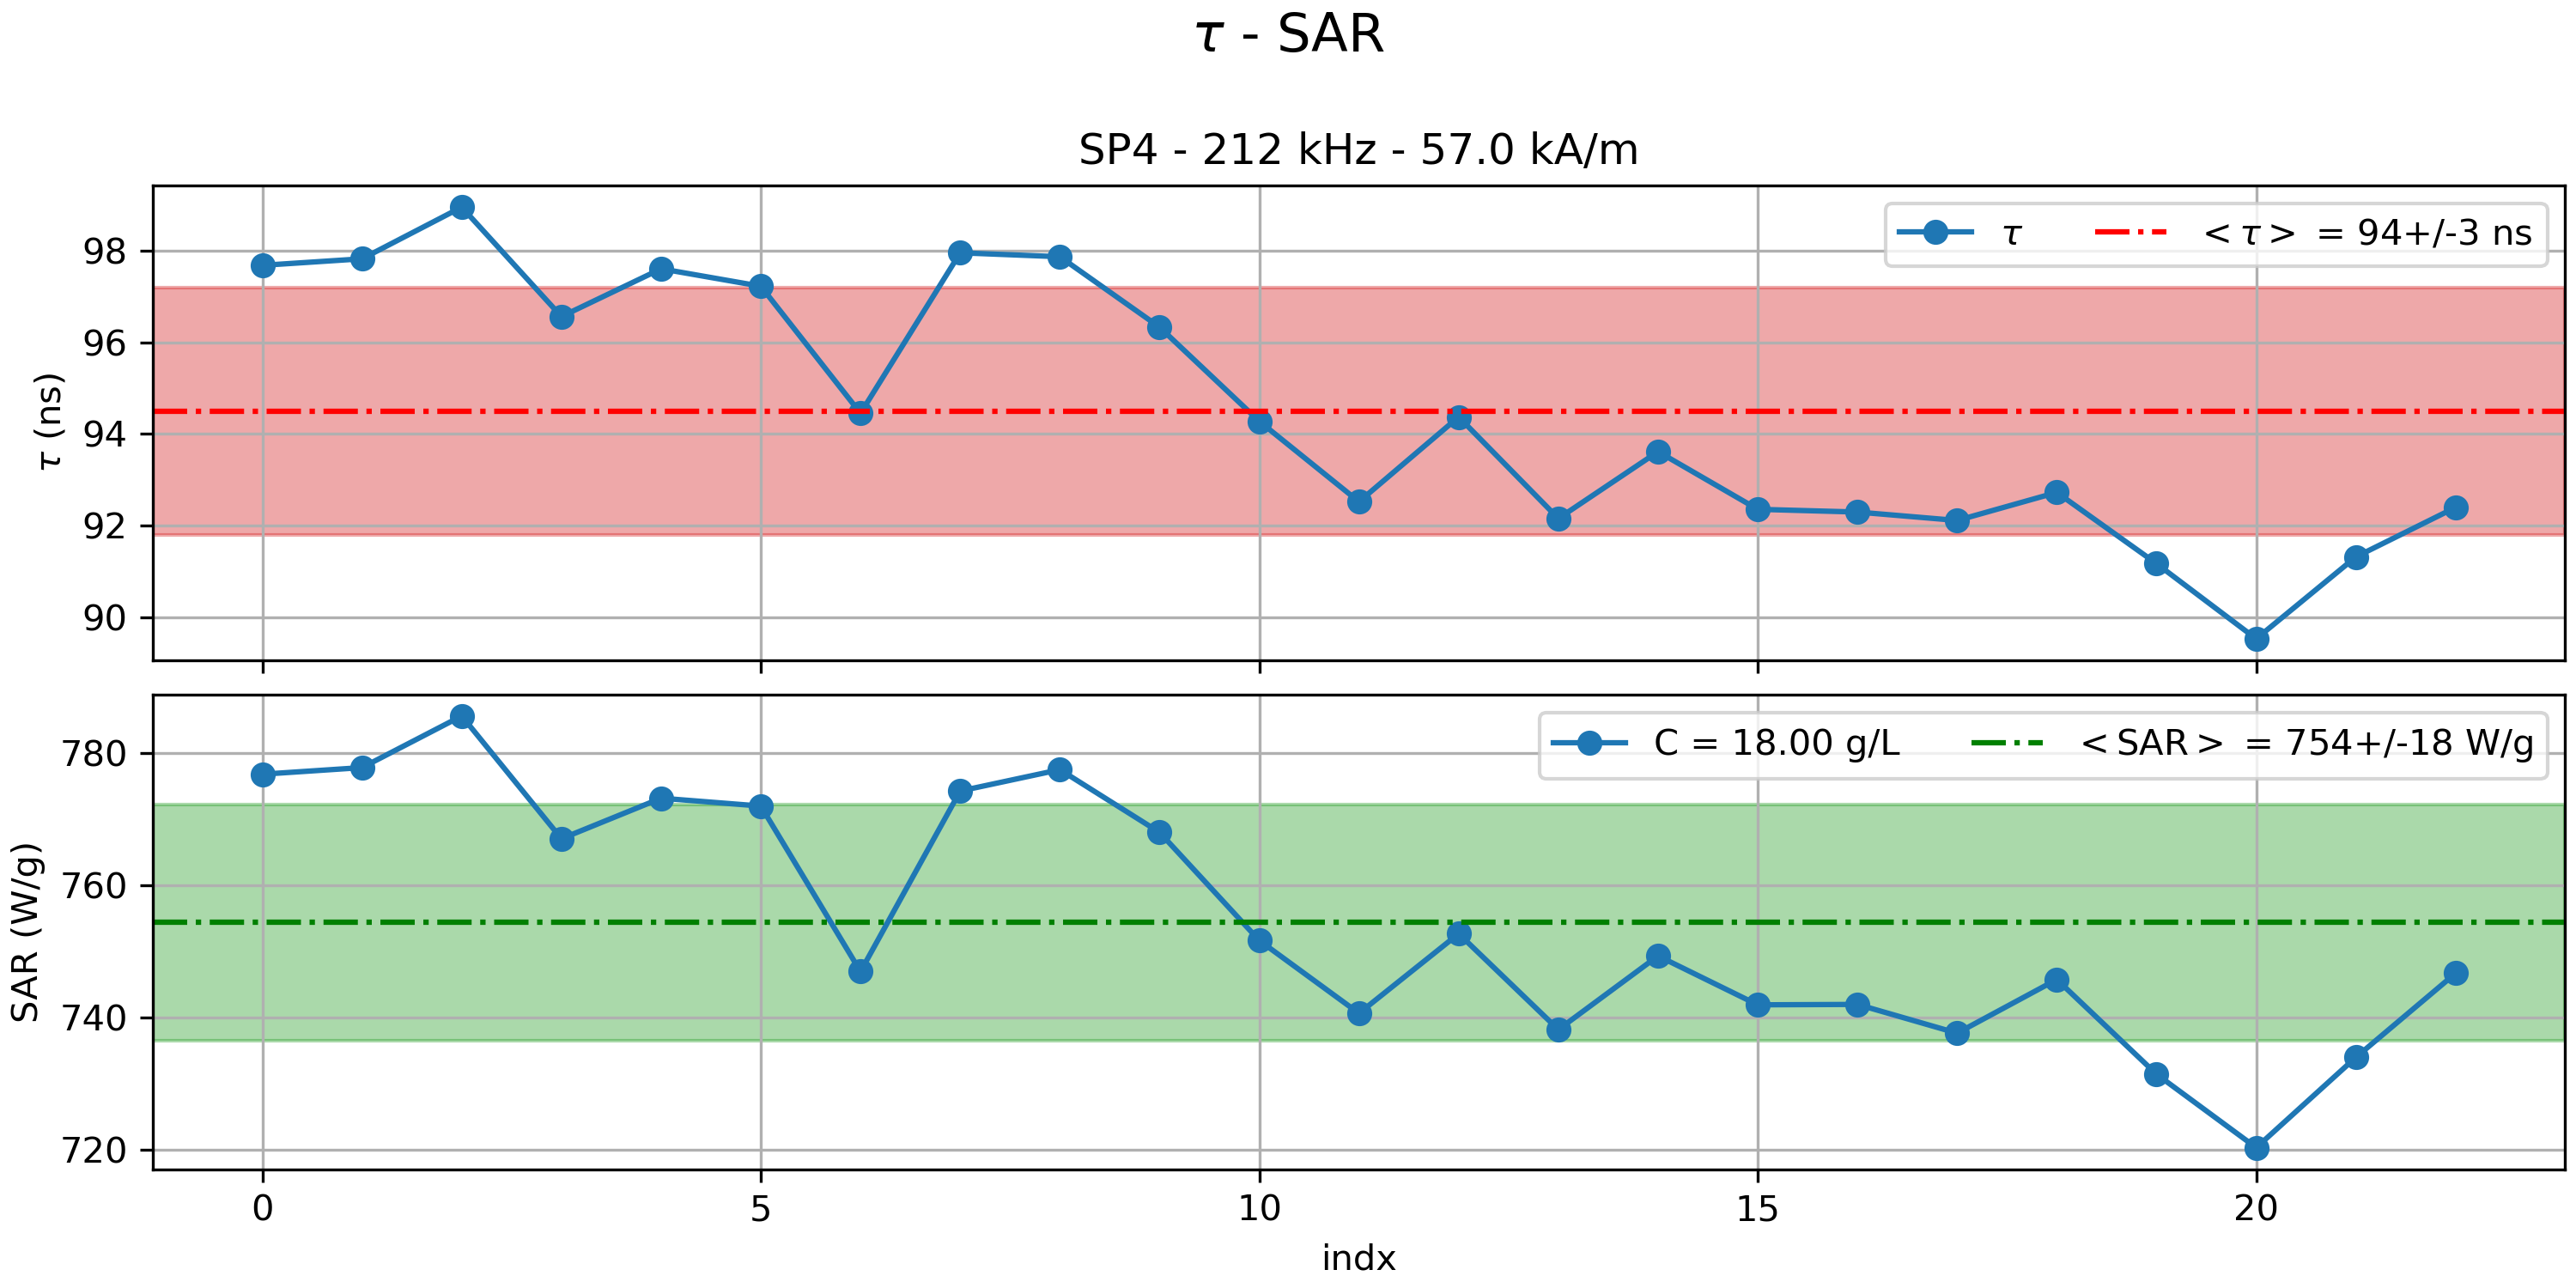 τ - SAR
SP4 - 212 kHz - 57.0 kA/m
τ
< τ > = 94+/-3 ns
98
96
94
92
90
τ (ns)
C = 18.00 g/L
< SAR > = 754+/-18 W/g
780
760
740
720
SAR (W/g)
0 5 10 15 20
indx